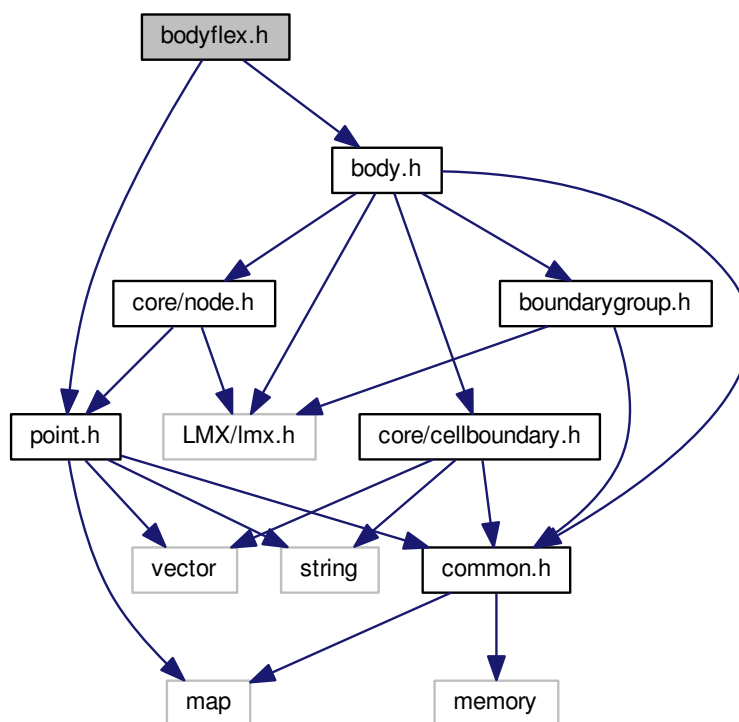 bodyflex.h
body.h
core/node.h
boundarygroup.h
point.h
LMX/lmx.h
core/cellboundary.h
vector
string
common.h
map
memory